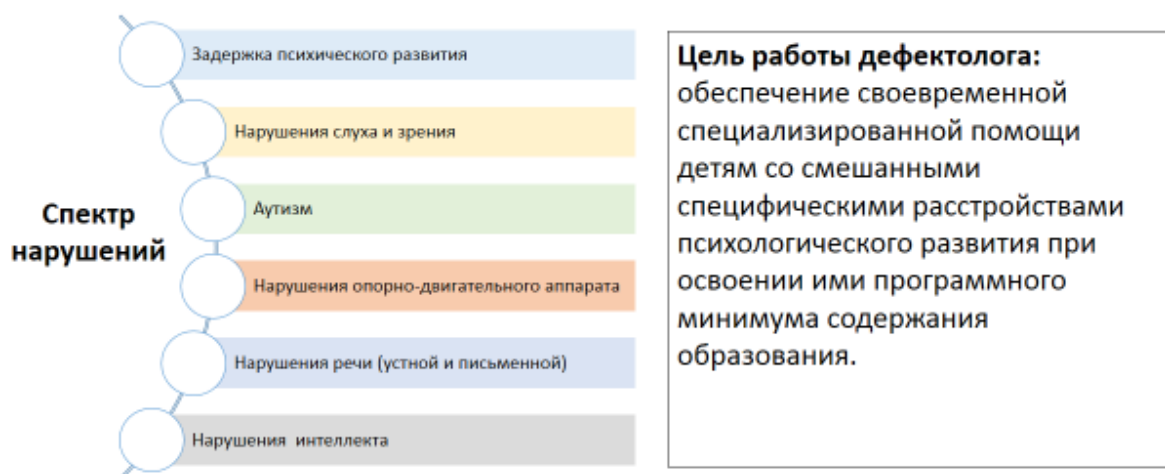 Спектр
нарушений
Задержка психического развития
Нарушения слуха и зрения
Аутизм
Нарушения опорно-двигательного аппарата
Нарушения речи (устной и письменной)
Нарушения интеллекта
Цель работы дефектолога:
обеспечение своевременной
специализированной помощи
детям со смешанными
специфическими расстройствами
психологического развития при
освоении ими программного
минимума содержания
образования.